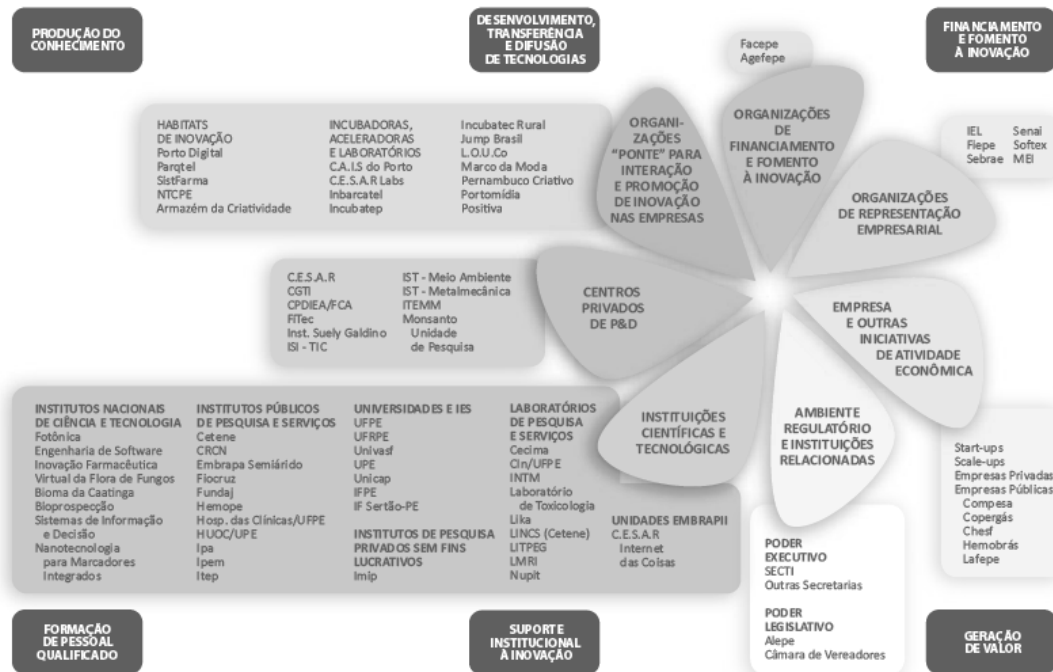 PRODUÇÃO DO
CONHECIMENTO
DESENVOLVIMENTO,
TRANSFERÊNCIA
E DIFUSÃO
DE TECNOLOGIAS
FINANCIAMENTO
E FOMENTO
À INOVAÇÃO
Facepe
Agefepe
HABITATS
DE INOVAÇÃO
Porto Digital
Parqtel
SistFarma
NTCPE
Armazém da Criatividade
INCUBADORAS,
ACELERADORAS
E LABORATÓRIOS
C.A.I.S do Porto
C.E.S.A.R Labs
Inbarcatel
Incubatep
Incubatec Rural
Jump Brasil
L.O.U.Co
Marco da Moda
Pernambuco Criativo
Portomídia
Positiva
ORGANI-
ZAÇÕES
"PONTE" PARA
INTERAÇÃO
E PROMOÇÃO
DE INOVAÇÃO
NAS EMPRESAS
ORGANIZAÇÕES
DE
FINANCIAMENTO
E FOMENTO
À INOVAÇÃO
IEL
Fiepe
Sebrae
Senai
Softex
MEI
ORGANIZAÇÕES
DE REPRESENTAÇÃO
EMPRESARIAL
C.E.S.A.R
CGTI
CPDIEA/FCA
FITec
Inst. Suely Galdino
ISI - TIC
IST - Meio Ambiente
IST - Metalmecânica
ITEMM
Monsanto
Unidade
de Pesquisa
CENTROS
PRIVADOS
DE P&D
EMPRESA
E OUTRAS
INICIATIVAS
DE ATIVIDADE
ECONÔMICA
INSTITUTOS NACIONAIS
DE CIÊNCIA E TECNOLOGIA
Fotônica
Engenharia de Software
Inovação Farmacêutica
Virtual da Flora de Fungos
Bioma da Caatinga
Bioprospecção
Sistemas de Informação
e Decisão
Nanotecnologia
para Marcadores
Integrados
INSTITUTOS PÚBLICOS
DE PESQUISA E SERVIÇOS
Cetene
CRCN
Embrapa Semiárido
Fiocruz
Fundaj
Hemope
Hosp. das Clínicas/UFPE
HUOC/UPE
Ipa
Ipem
Itep
UNIVERSIDADES E IES
UFPE
UFRPE
Univasf
UPE
Unicap
IFPE
IF Sertão-PE
INSTITUTOS DE PESQUISA
PRIVADOS SEM FINS
LUCRATIVOS
Imip
LABORATÓRIOS
DE PESQUISA
E SERVIÇOS
Cecima
CIn/UFPE
INTM
Laboratório
de Toxicologia
Lika
LINCS (Cetene)
LITPEG
LMRI
Nupit
UNIDADES EMBRAPII
C.E.S.A.R
Internet
das Coisas
INSTITUIÇÕES
CIENTÍFICAS E
TECNOLÓGICAS
AMBIENTE
REGULATÓRIO
E INSTITUIÇÕES
RELACIONADAS
Start-ups
Scale-ups
Empresas Privadas
Empresas Públicas
Compesa
Copergás
Chesf
Hemobrás
Lafepe
PODER
EXECUTIVO
SECTI
Outras Secretarias
PODER
LEGISLATIVO
Alepe
Câmara de Vereadores
FORMAÇÃO
DE PESSOAL
QUALIFICADO
SUPORTE
INSTITUCIONAL
À INOVAÇÃO
GERAÇÃO
DE VALOR